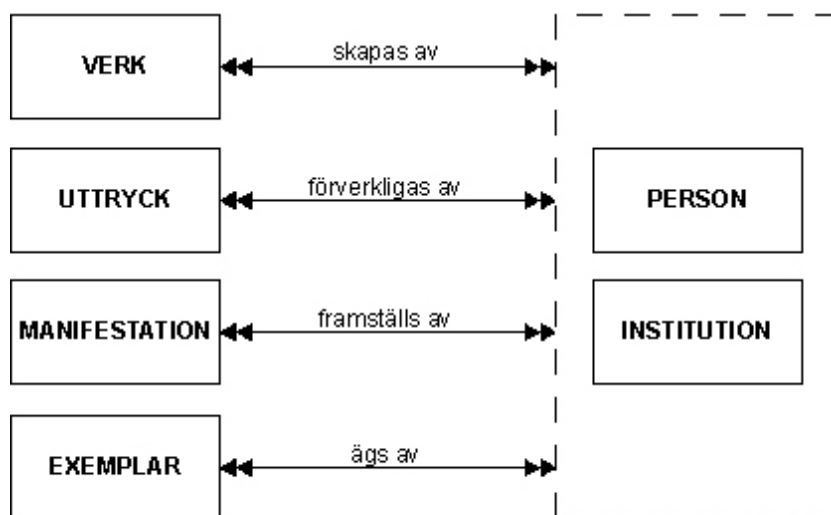 VERK
skapas av
UTTRYCK
förverkligas av
PERSON
MANIFESTATION
framställs av
INSTITUTION
EXEMPLAR
ägs av